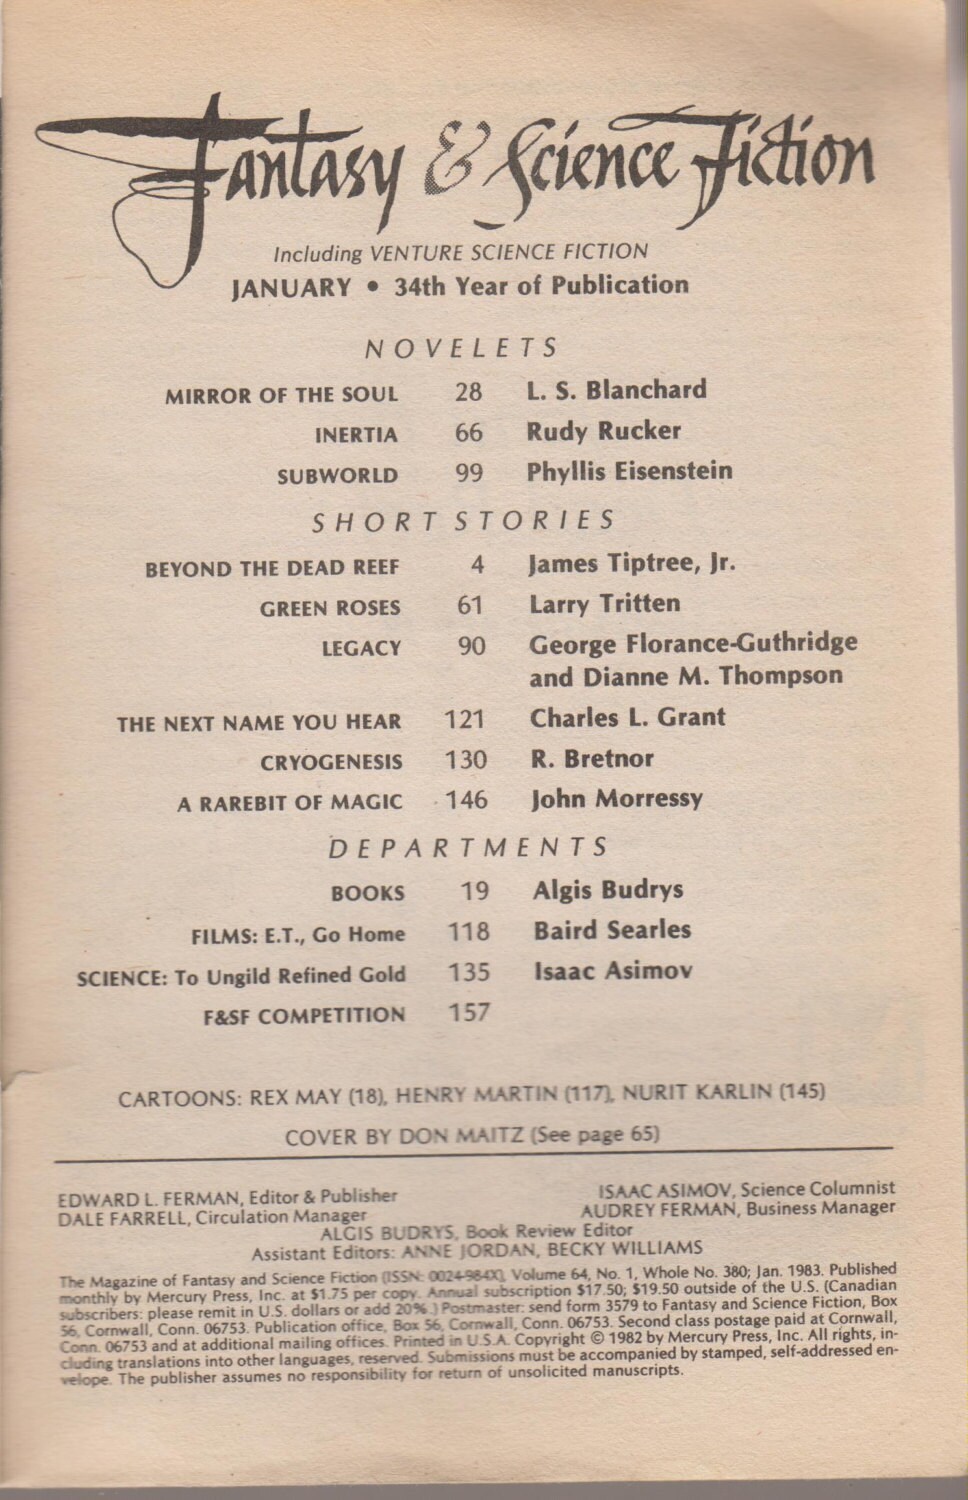 Fantasy & Science Fiction
Including VENTURE SCIENCE FICTION
JANUARY • 34th Year of Publication
NOVELETS
MIRROR OF THE SOUL 28 L. S. Blanchard
INERTIA 66 Rudy Rucker
SUBWORLD 99 Phyllis Eisenstein
SHORT STORIES
BEYOND THE DEAD REEF 4 James Tiptree, Jr.
GREEN ROSES 61 Larry Tritten
LEGACY 90 George Florance-Guthridge
and Dianne M. Thompson
THE NEXT NAME YOU HEAR 121 Charles L. Grant
CRYOGENESIS 130 R. Bretnor
A RAREBIT OF MAGIC 146 John Morressy
DEPARTMENTS
BOOKS 19 Algis Budrys
FILMS: E.T., Go Home 118 Baird Searles
SCIENCE: To Ungild Refined Gold 135 Isaac Asimov
F&SF COMPETITION 157
CARTOONS: REX MAY (18), HENRY MARTIN (117), NURIT KARLIN (145)
COVER BY DON MAITZ (See page 65)
EDWARD L. FERMAN, Editor & Publisher ISAAC ASIMOV, Science Columnist
DALE FARRELL, Circulation Manager AUDREY FERMAN, Business Manager
ALGIS BUDRYS, Book Review Editor
Assistant Editors: ANNE JORDAN, BECKY WILLIAMS
The Magazine of Fantasy and Science Fiction (ISSN: 0024-984X), Volume 64, No. 1, Whole No. 380; Jan. 1983. Published
monthly by Mercury Press, Inc. at $1.75 per copy. Annual subscription $17.50; $19.50 outside of the U.S. (Canadian
subscribers: please remit in U.S. dollars or add 20%.) Postmaster: send form 3579 to Fantasy and Science Fiction, Box
56, Cornwall, Conn. 06753. Publication office, Box 56, Cornwall, Conn. 06753. Second class postage paid at Cornwall,
Conn. 06753 and at additional mailing offices. Printed in U.S.A. Copyright © 1982 by Mercury Press, Inc. All rights, in-
cluding translations into other languages, reserved. Submissions must be accompanied by stamped, self-addressed en-
velope. The publisher assumes no responsibility for return of unsolicited manuscripts.